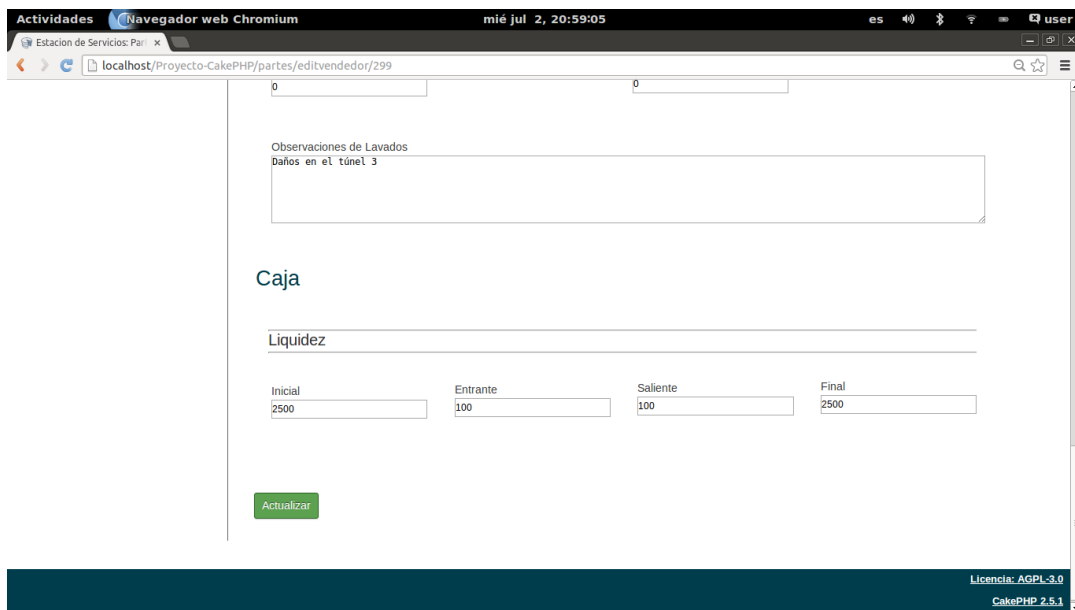 Actividades Navegador web Chromium mié jul 2, 20:59:05 es user
Estacion de Servicios: Par
localhost/Proyecto-CakePHP/partes/editvendedor/299
0 0
Observaciones de Lavados
Daños en el túnel 3
Caja
Liquidez
Inicial Entrante Saliente Final
2500 100 100 2500
Actualizar
Licencia: AGPL-3.0
CakePHP 2.5.1